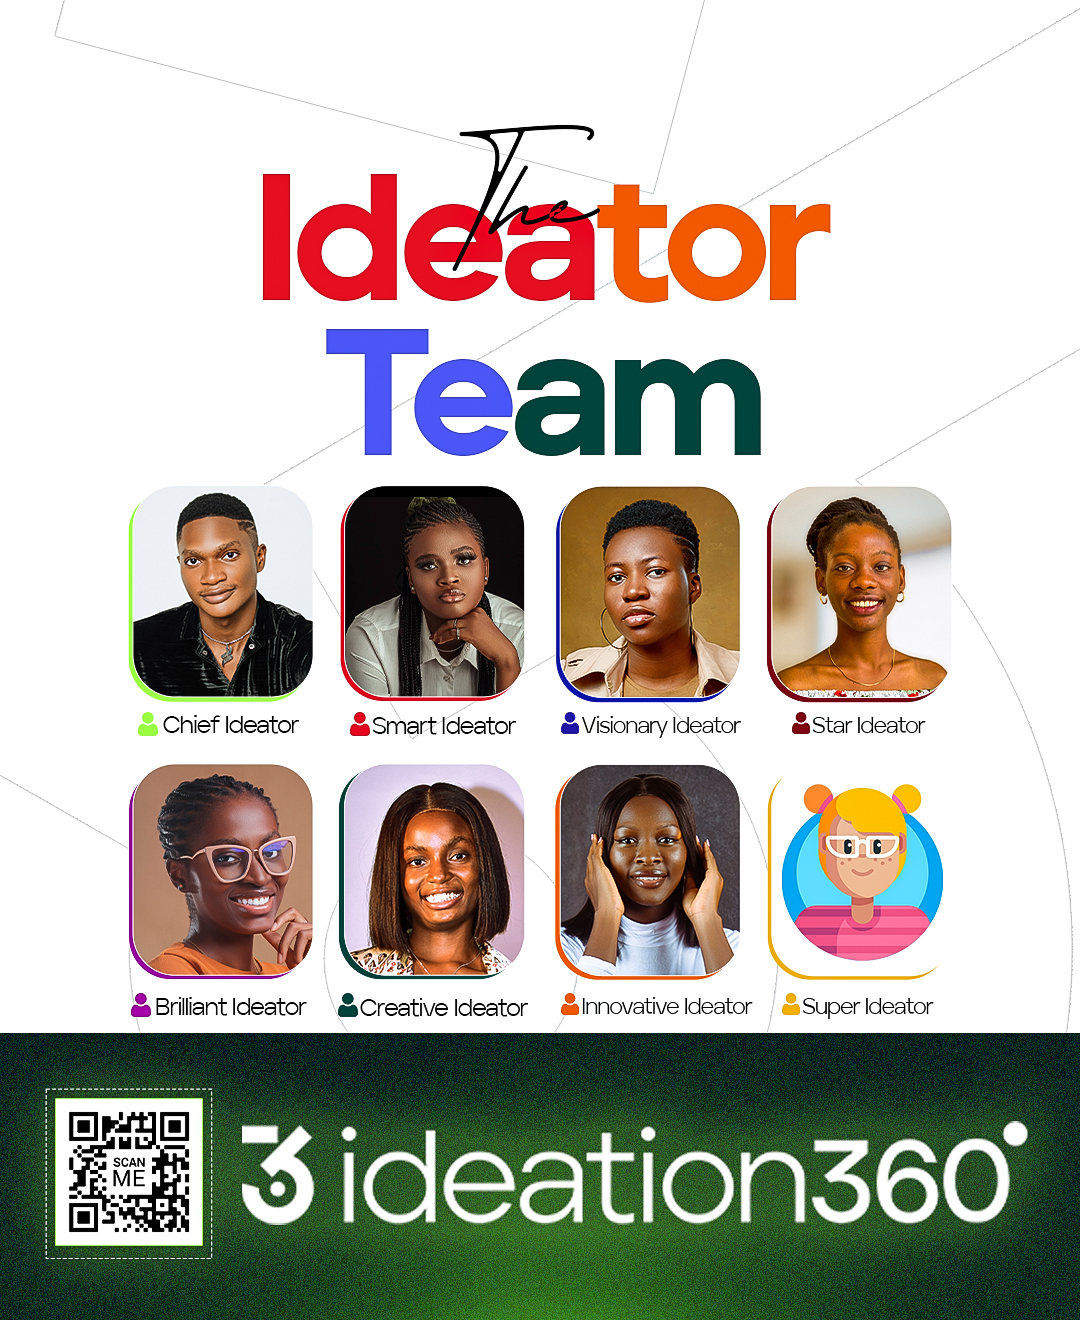 The
Ideator
Team
Chief Ideator
Smart Ideator
Visionary Ideator
Star Ideator
Brilliant Ideator
Creative Ideator
Innovative Ideator
Super Ideator
SCAN
ME
ideation360°